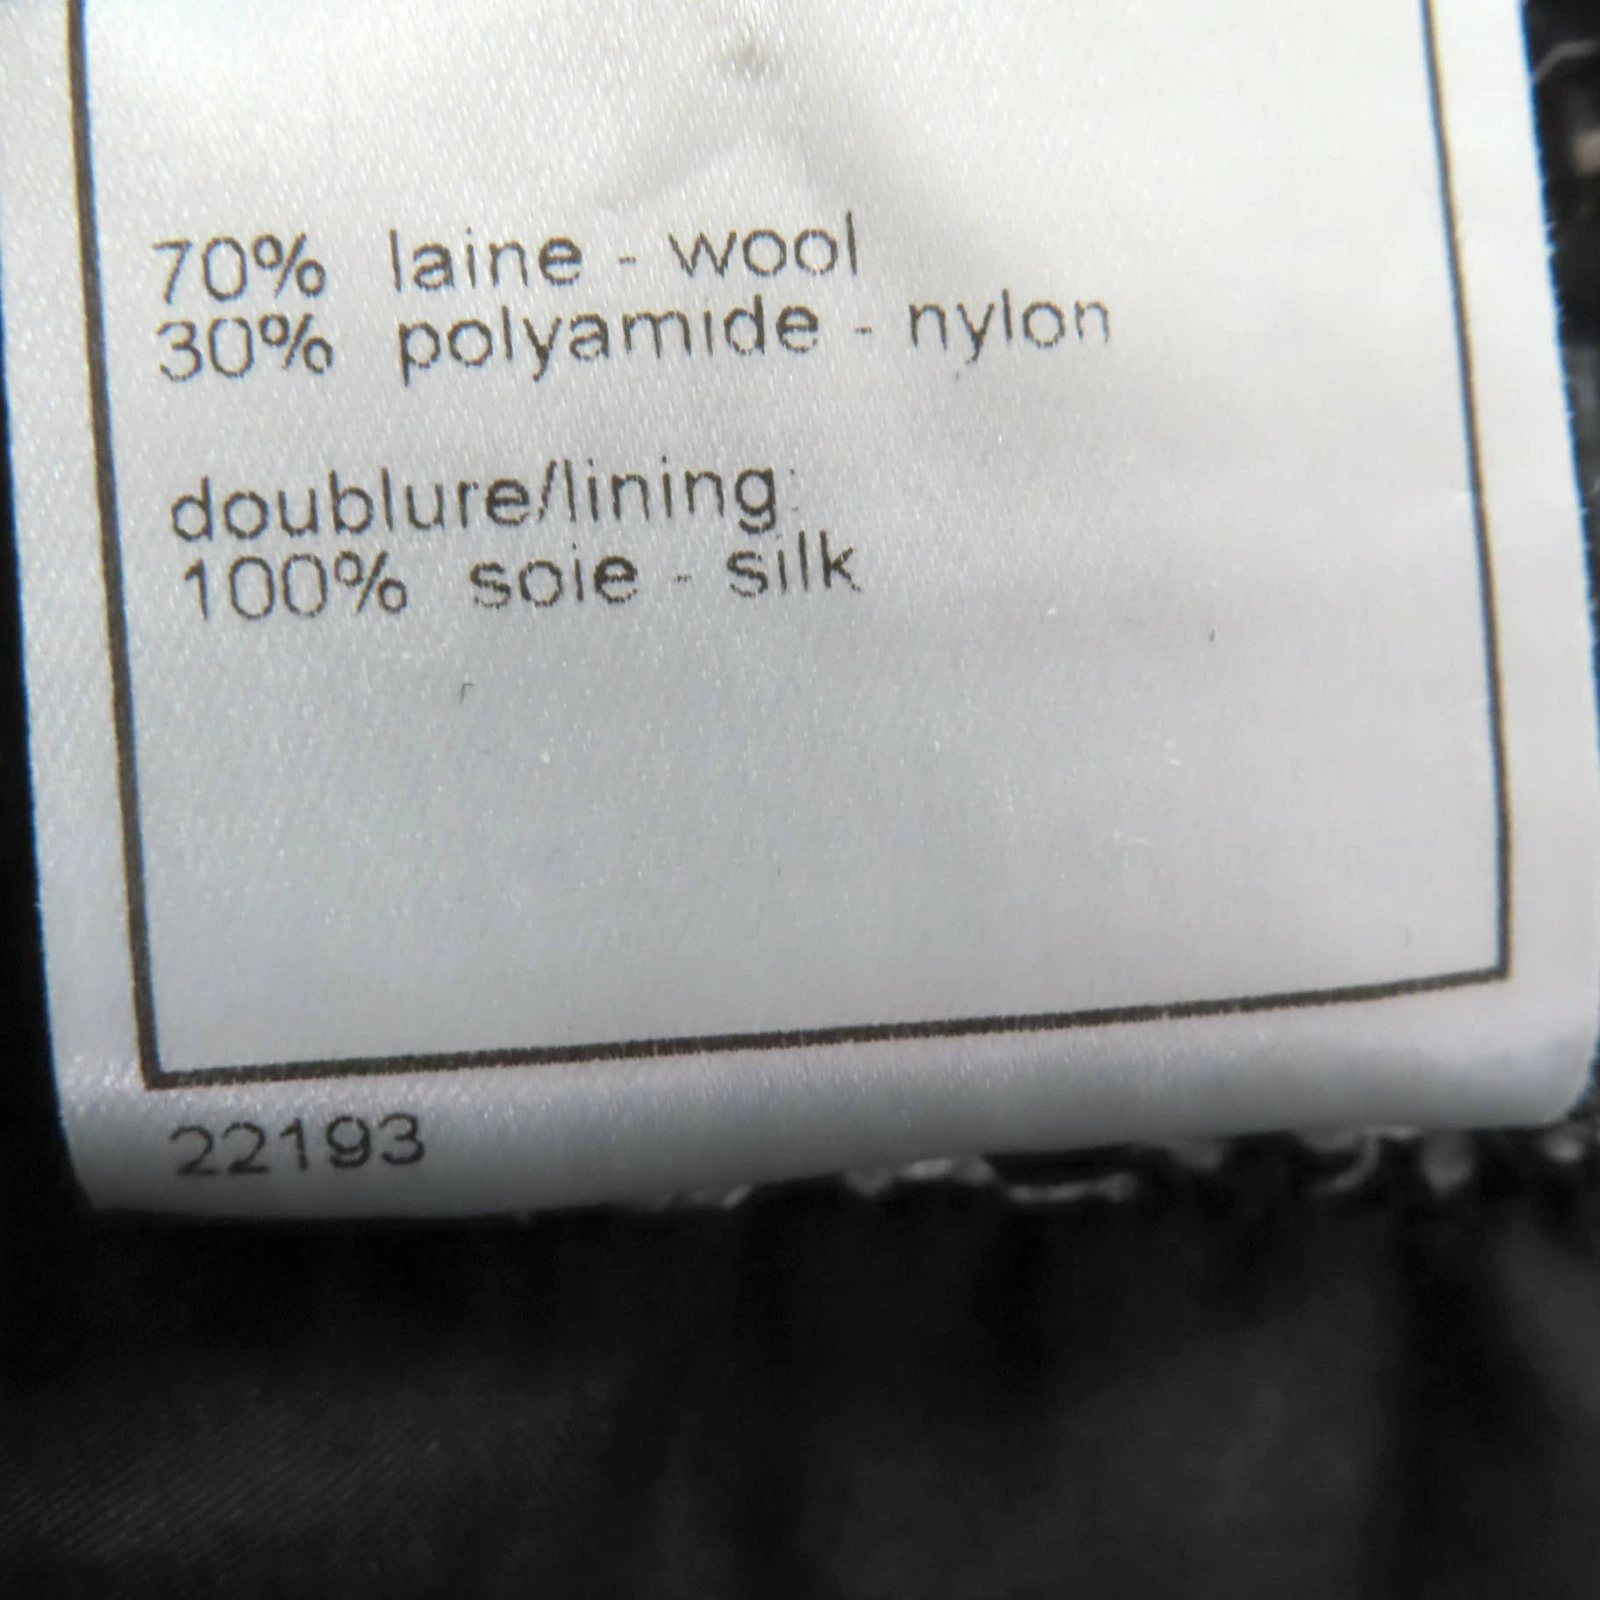 70% laine - wool
30% polyamide - nylon
doublure/lining:
100% soie - silk
22193